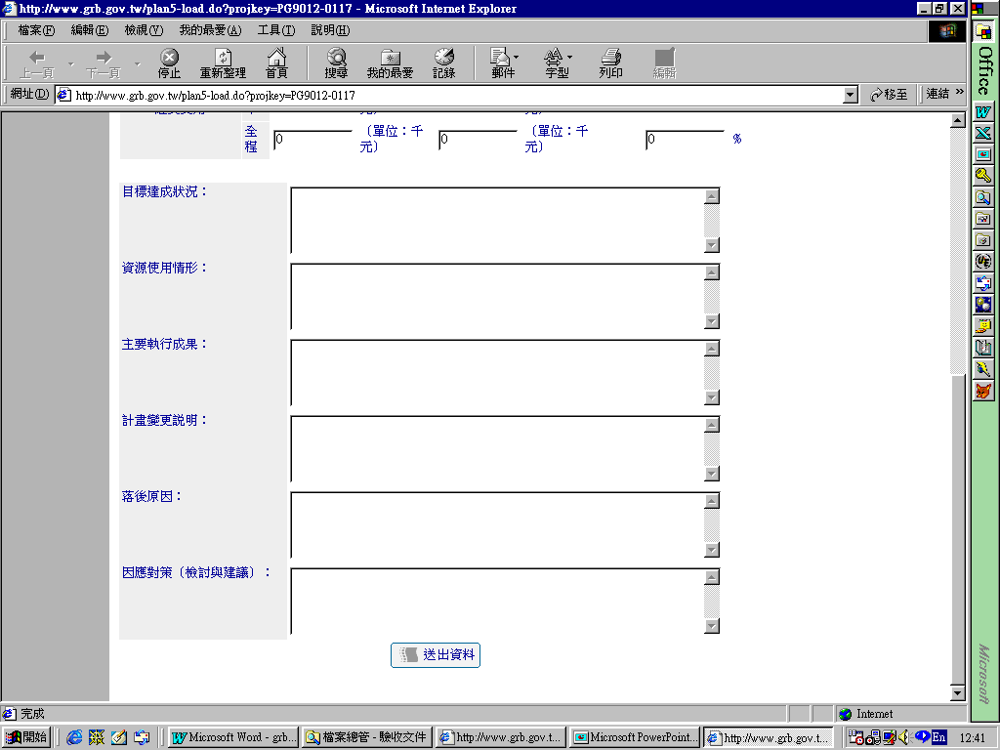 http://www.grb.gov.tw/plan5-load.do?projkey=PG9012-0117 - Microsoft Internet Explorer
檔案(F) 編輯(E) 檢視(V) 我的最愛(A) 工具(T) 說明(H)
上一頁 下一頁 停止 重新整理 首頁 搜尋 我的最愛 記錄 郵件 字型 列印 編輯
網址(D) http://www.grb.gov.tw/plan5-load.do?projkey=PG9012-0117 移至 連結 »
Office
全程 0 (單位:千元) 0 (單位:千元) 0 %
目標達成狀況:
資源使用情形:
主要執行成果:
計畫變更說明:
落後原因:
因應對策(檢討與建議):
送出資料
Microsoft
完成 Internet
開始 Microsoft Word - grb... 檔案總管 - 驗收文件 http://www.grb.gov.t... Microsoft PowerPoint... http://www.grb.gov.t... En 12:41